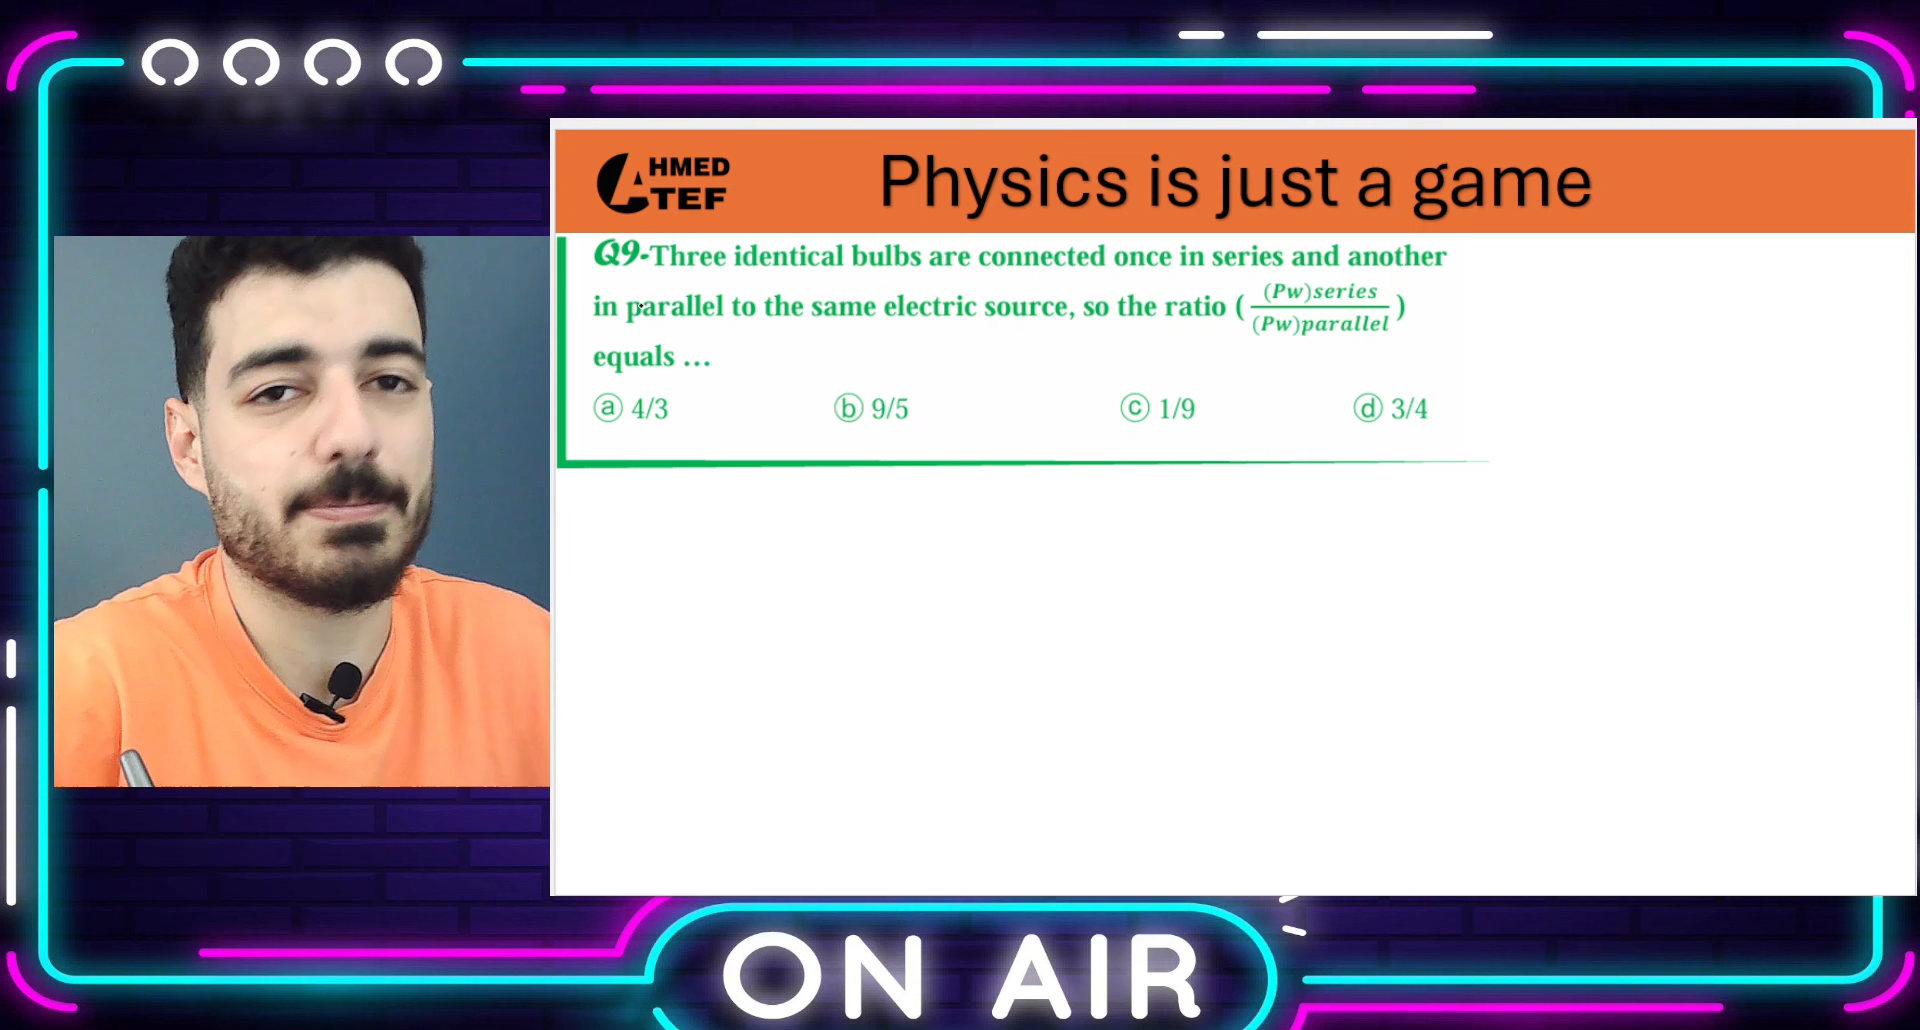 AHMED
ATEF
Physics is just a game
Q9-Three identical bulbs are connected once in series and another
in parallel to the same electric source, so the ratio ( (Pw)series / (Pw)parallel )
equals ...
ⓐ 4/3 ⓑ 9/5 ⓒ 1/9 ⓓ 3/4
ON AIR